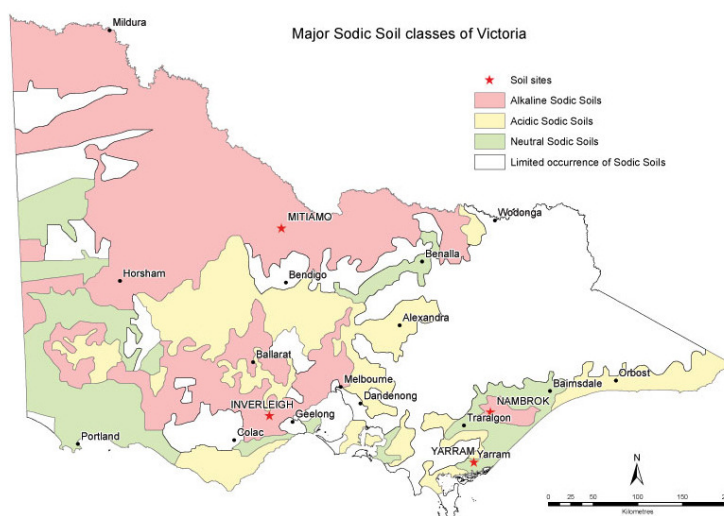 Major Sodic Soil classes of Victoria
Soil sites
Alkaline Sodic Soils
Acidic Sodic Soils
Neutral Sodic Soils
Limited occurrence of Sodic Soils
Mildura
MITIAMO
Wodonga
Benalla
Horsham
Bendigo
Alexandra
Ballarat
Melbourne
Dandenong
INVERLEIGH
Geelong
Colac
Portland
NAMBROK
Bairnsdale
Orbost
Traralgon
YARRAM
Yarram
N
0 25 50 100 150
Kilometres